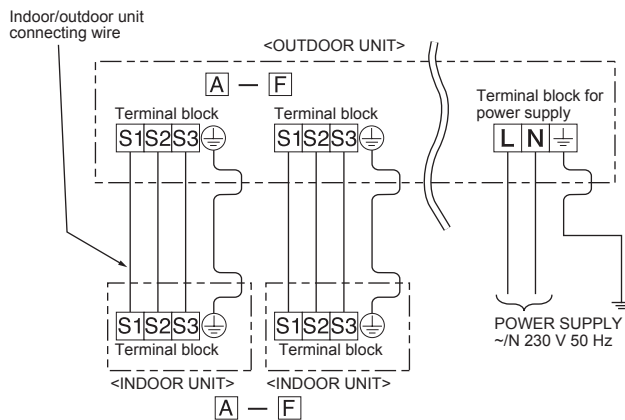 Indoor/outdoor unit
connecting wire
<OUTDOOR UNIT>
A — F
Terminal block
S1 S2 S3
Terminal block
S1 S2 S3
Terminal block for
power supply
L N
S1 S2 S3
Terminal block
<INDOOR UNIT>
S1 S2 S3
Terminal block
<INDOOR UNIT>
A — F
POWER SUPPLY
~/N 230 V 50 Hz